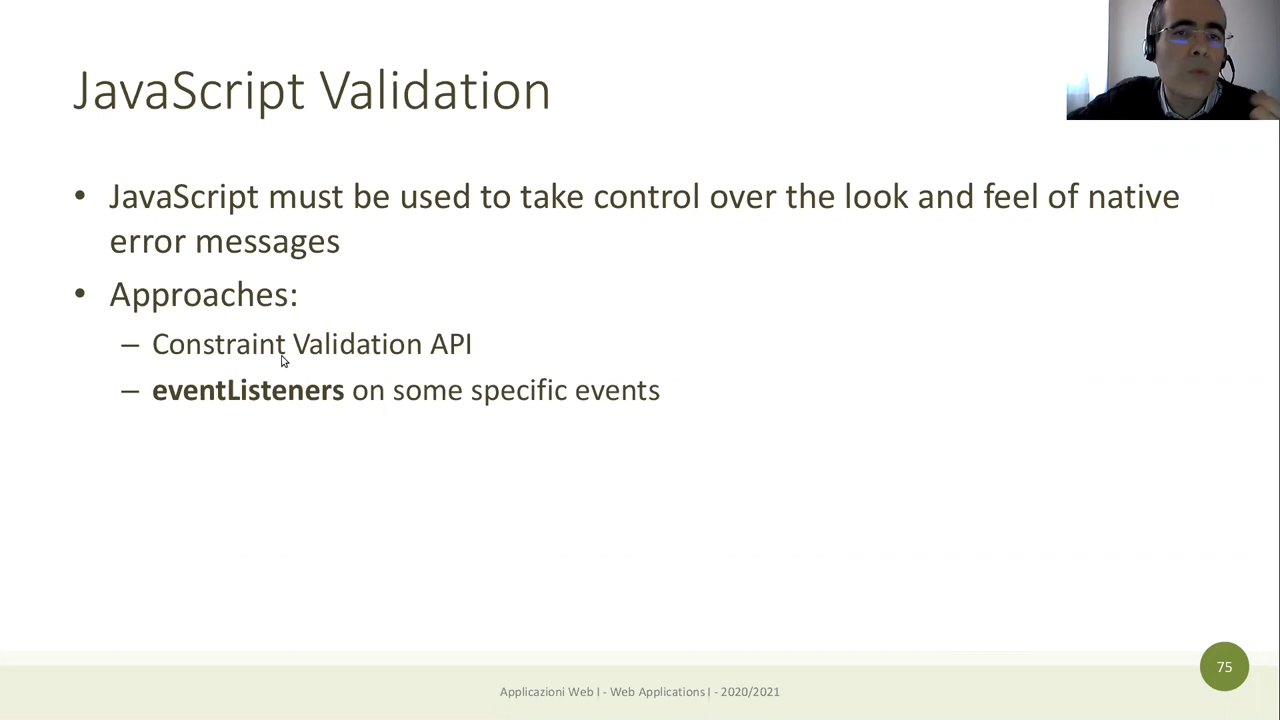 JavaScript Validation
• JavaScript must be used to take control over the look and feel of native
error messages
• Approaches:
– Constraint Validation API
– eventListeners on some specific events
75
Applicazioni Web I - Web Applications I - 2020/2021